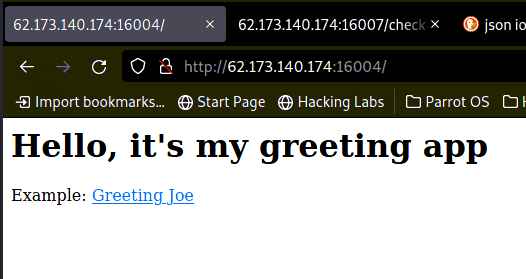 62.173.140.174:16004/
62.173.140.174:16007/check
json io
http://62.173.140.174:16004/
Import bookmarks...
Start Page
Hacking Labs
Parrot OS
Hacking
Hello, it's my greeting app
Example: Greeting Joe